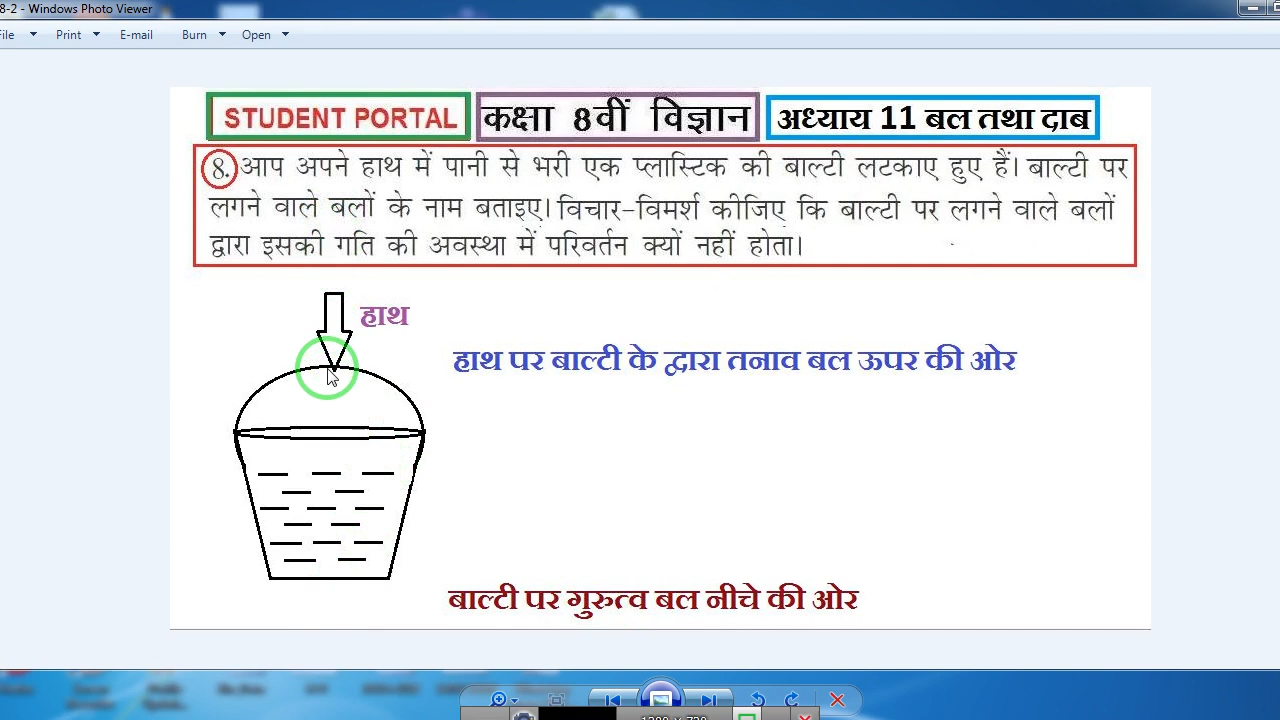 8-2 - Windows Photo Viewer
File Print E-mail Burn Open
STUDENT PORTAL कक्षा 8वीं विज्ञान अध्याय 11 बल तथा दाब
8. आप अपने हाथ में पानी से भरी एक प्लास्टिक की बाल्टी लटकाए हुए हैं। बाल्टी पर
लगने वाले बलों के नाम बताइए। विचार-विमर्श कीजिए कि बाल्टी पर लगने वाले बलों
द्वारा इसकी गति की अवस्था में परिवर्तन क्यों नहीं होता।
हाथ
हाथ पर बाल्टी के द्वारा तनाव बल ऊपर की ओर
बाल्टी पर गुरुत्व बल नीचे की ओर